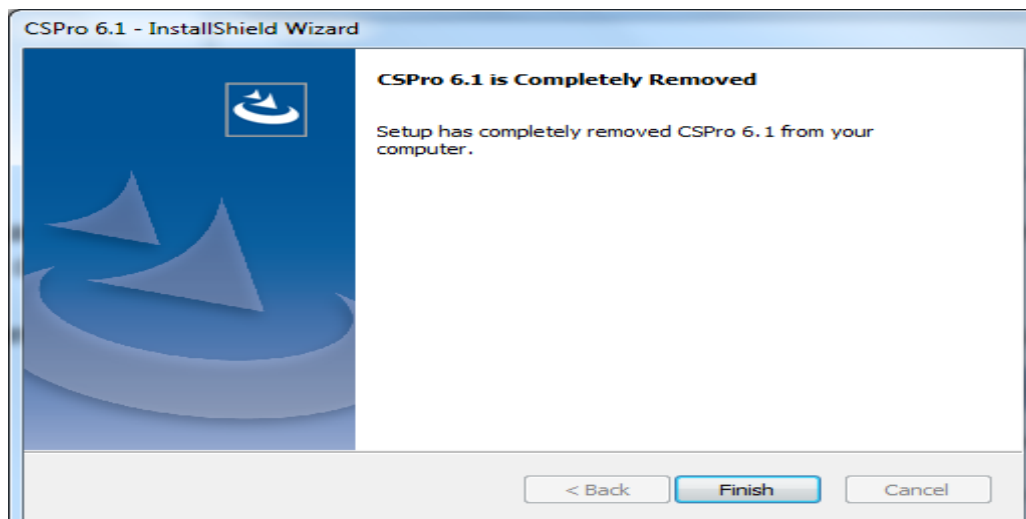 CSPro 6.1 - InstallShield Wizard
CSPro 6.1 is Completely Removed
Setup has completely removed CSPro 6.1 from your
computer.
< Back
Finish
Cancel